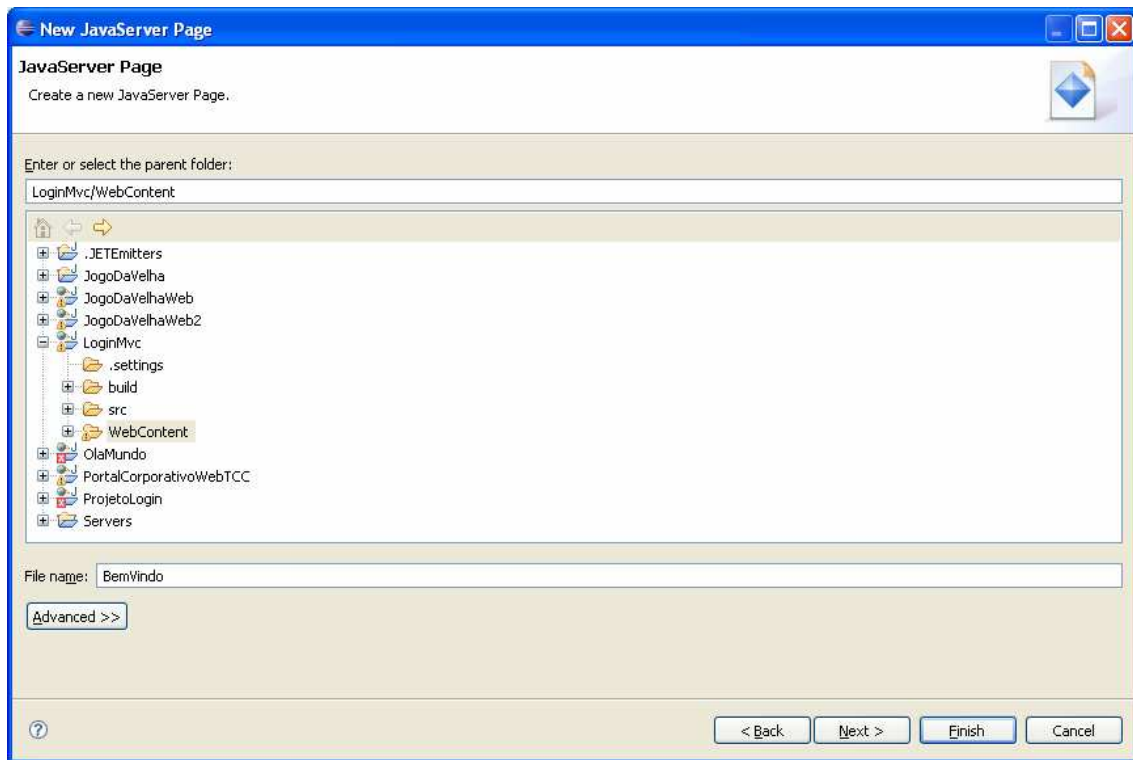 New JavaServer Page
JavaServer Page
Create a new JavaServer Page.
Enter or select the parent folder:
LoginMvc/WebContent
.JETEmitters
JogoDaVelha
JogoDaVelhaWeb
JogoDaVelhaWeb2
LoginMvc
.settings
build
src
WebContent
OlaMundo
PortalCorporativoWebTCC
ProjetoLogin
Servers
File name: BemVindo
Advanced >>
< Back Next > Finish Cancel